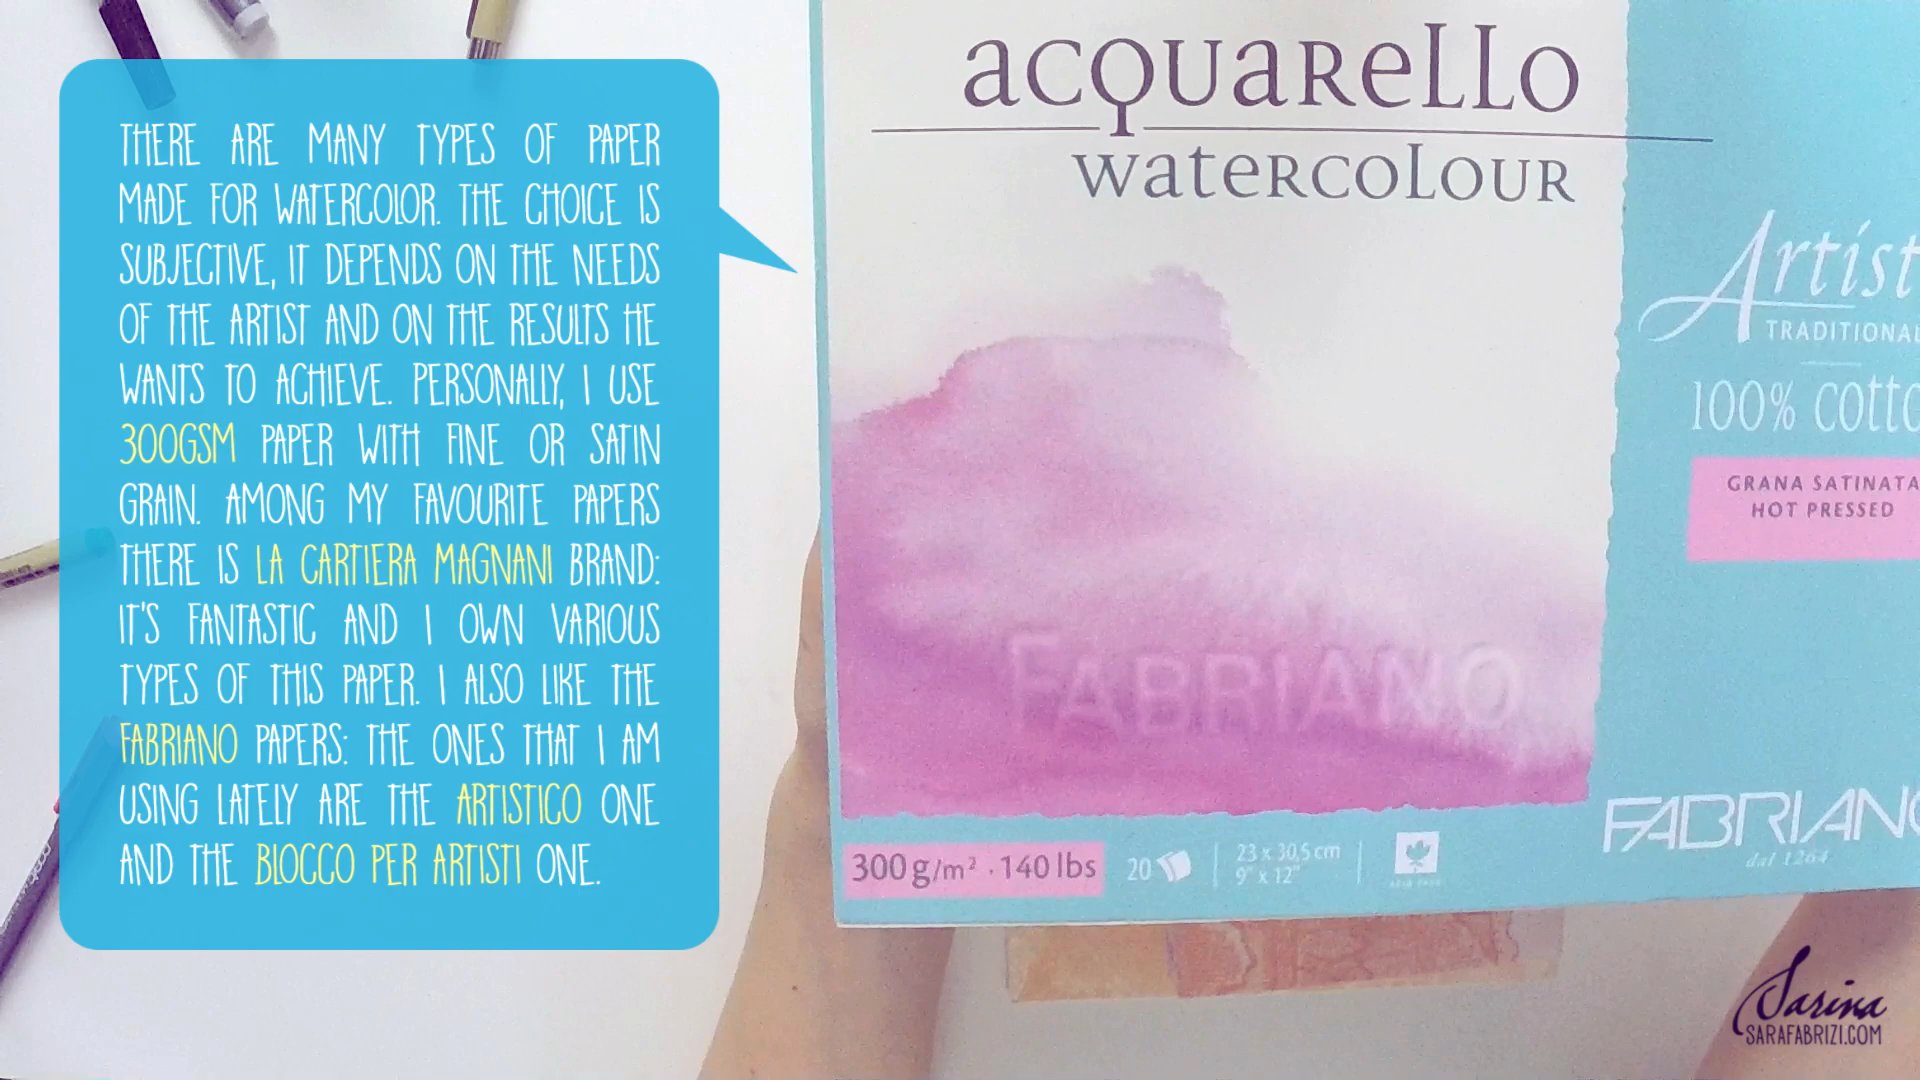 THERE ARE MANY TYPES OF PAPER
MADE FOR WATERCOLOR. THE CHOICE IS
SUBJECTIVE, IT DEPENDS ON THE NEEDS
OF THE ARTIST AND ON THE RESULTS HE
WANTS TO ACHIEVE. PERSONALLY, I USE
300GSM PAPER WITH FINE OR SATIN
GRAIN. AMONG MY FAVOURITE PAPERS
THERE IS LA CARTIERA MAGNANI BRAND:
IT'S FANTASTIC AND I OWN VARIOUS
TYPES OF THIS PAPER. I ALSO LIKE THE
FABRIANO PAPERS: THE ONES THAT I AM
USING LATELY ARE THE ARTISTICO ONE
AND THE BLOCCO PER ARTISTI ONE.
acquarello
watercolour
Artist
TRADITIONAL
100% cotto
GRANA SATINATA
HOT PRESSED
FABRIANO
FABRIANO
dal 1264
300 g/m² · 140 lbs
20
23 x 30,5 cm
9" x 12"
Sarina
SARAFABRIZI.COM